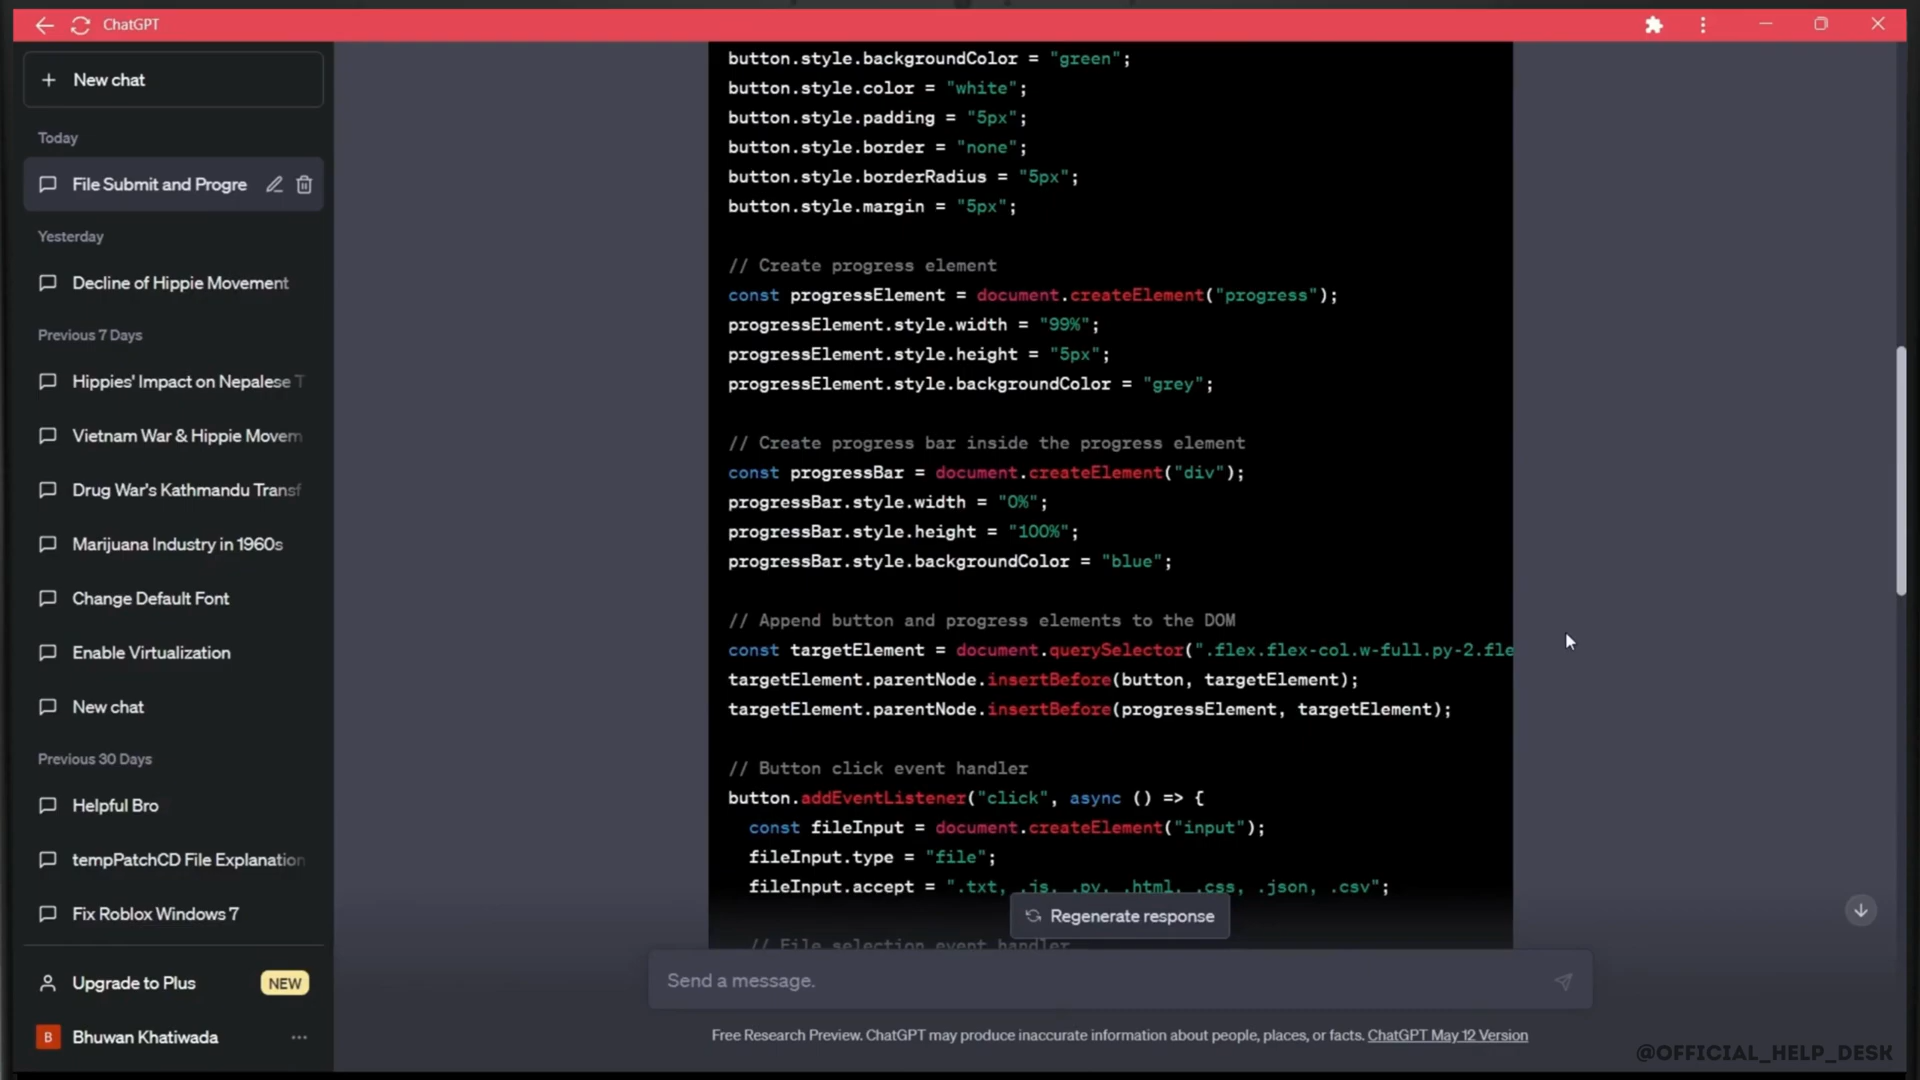 ChatGPT
New chat
Today
File Submit and Progre
Yesterday
Decline of Hippie Movement
Previous 7 Days
Hippies' Impact on Nepalese T
Vietnam War & Hippie Movem
Drug War's Kathmandu Transf
Marijuana Industry in 1960s
Change Default Font
Enable Virtualization
New chat
Previous 30 Days
Helpful Bro
tempPatchCD File Explanation
Fix Roblox Windows 7
Upgrade to Plus NEW
B Bhuwan Khatiwada
button.style.backgroundColor = "green";
button.style.color = "white";
button.style.padding = "5px";
button.style.border = "none";
button.style.borderRadius = "5px";
button.style.margin = "5px";
// Create progress element
const progressElement = document.createElement("progress");
progressElement.style.width = "99%";
progressElement.style.height = "5px";
progressElement.style.backgroundColor = "grey";
// Create progress bar inside the progress element
const progressBar = document.createElement("div");
progressBar.style.width = "0%";
progressBar.style.height = "100%";
progressBar.style.backgroundColor = "blue";
// Append button and progress elements to the DOM
const targetElement = document.querySelector(".flex.flex-col.w-full.py-2.fle
targetElement.parentNode.insertBefore(button, targetElement);
targetElement.parentNode.insertBefore(progressElement, targetElement);
// Button click event handler
button.addEventListener("click", async () => {
const fileInput = document.createElement("input");
fileInput.type = "file";
fileInput.accept = ".txt, .js, .py, .html, .css, .json, .csv";
// File selection event handler
Regenerate response
Send a message.
Free Research Preview. ChatGPT may produce inaccurate information about people, places, or facts. ChatGPT May 12 Version
@OFFICIAL_HELP_DESK